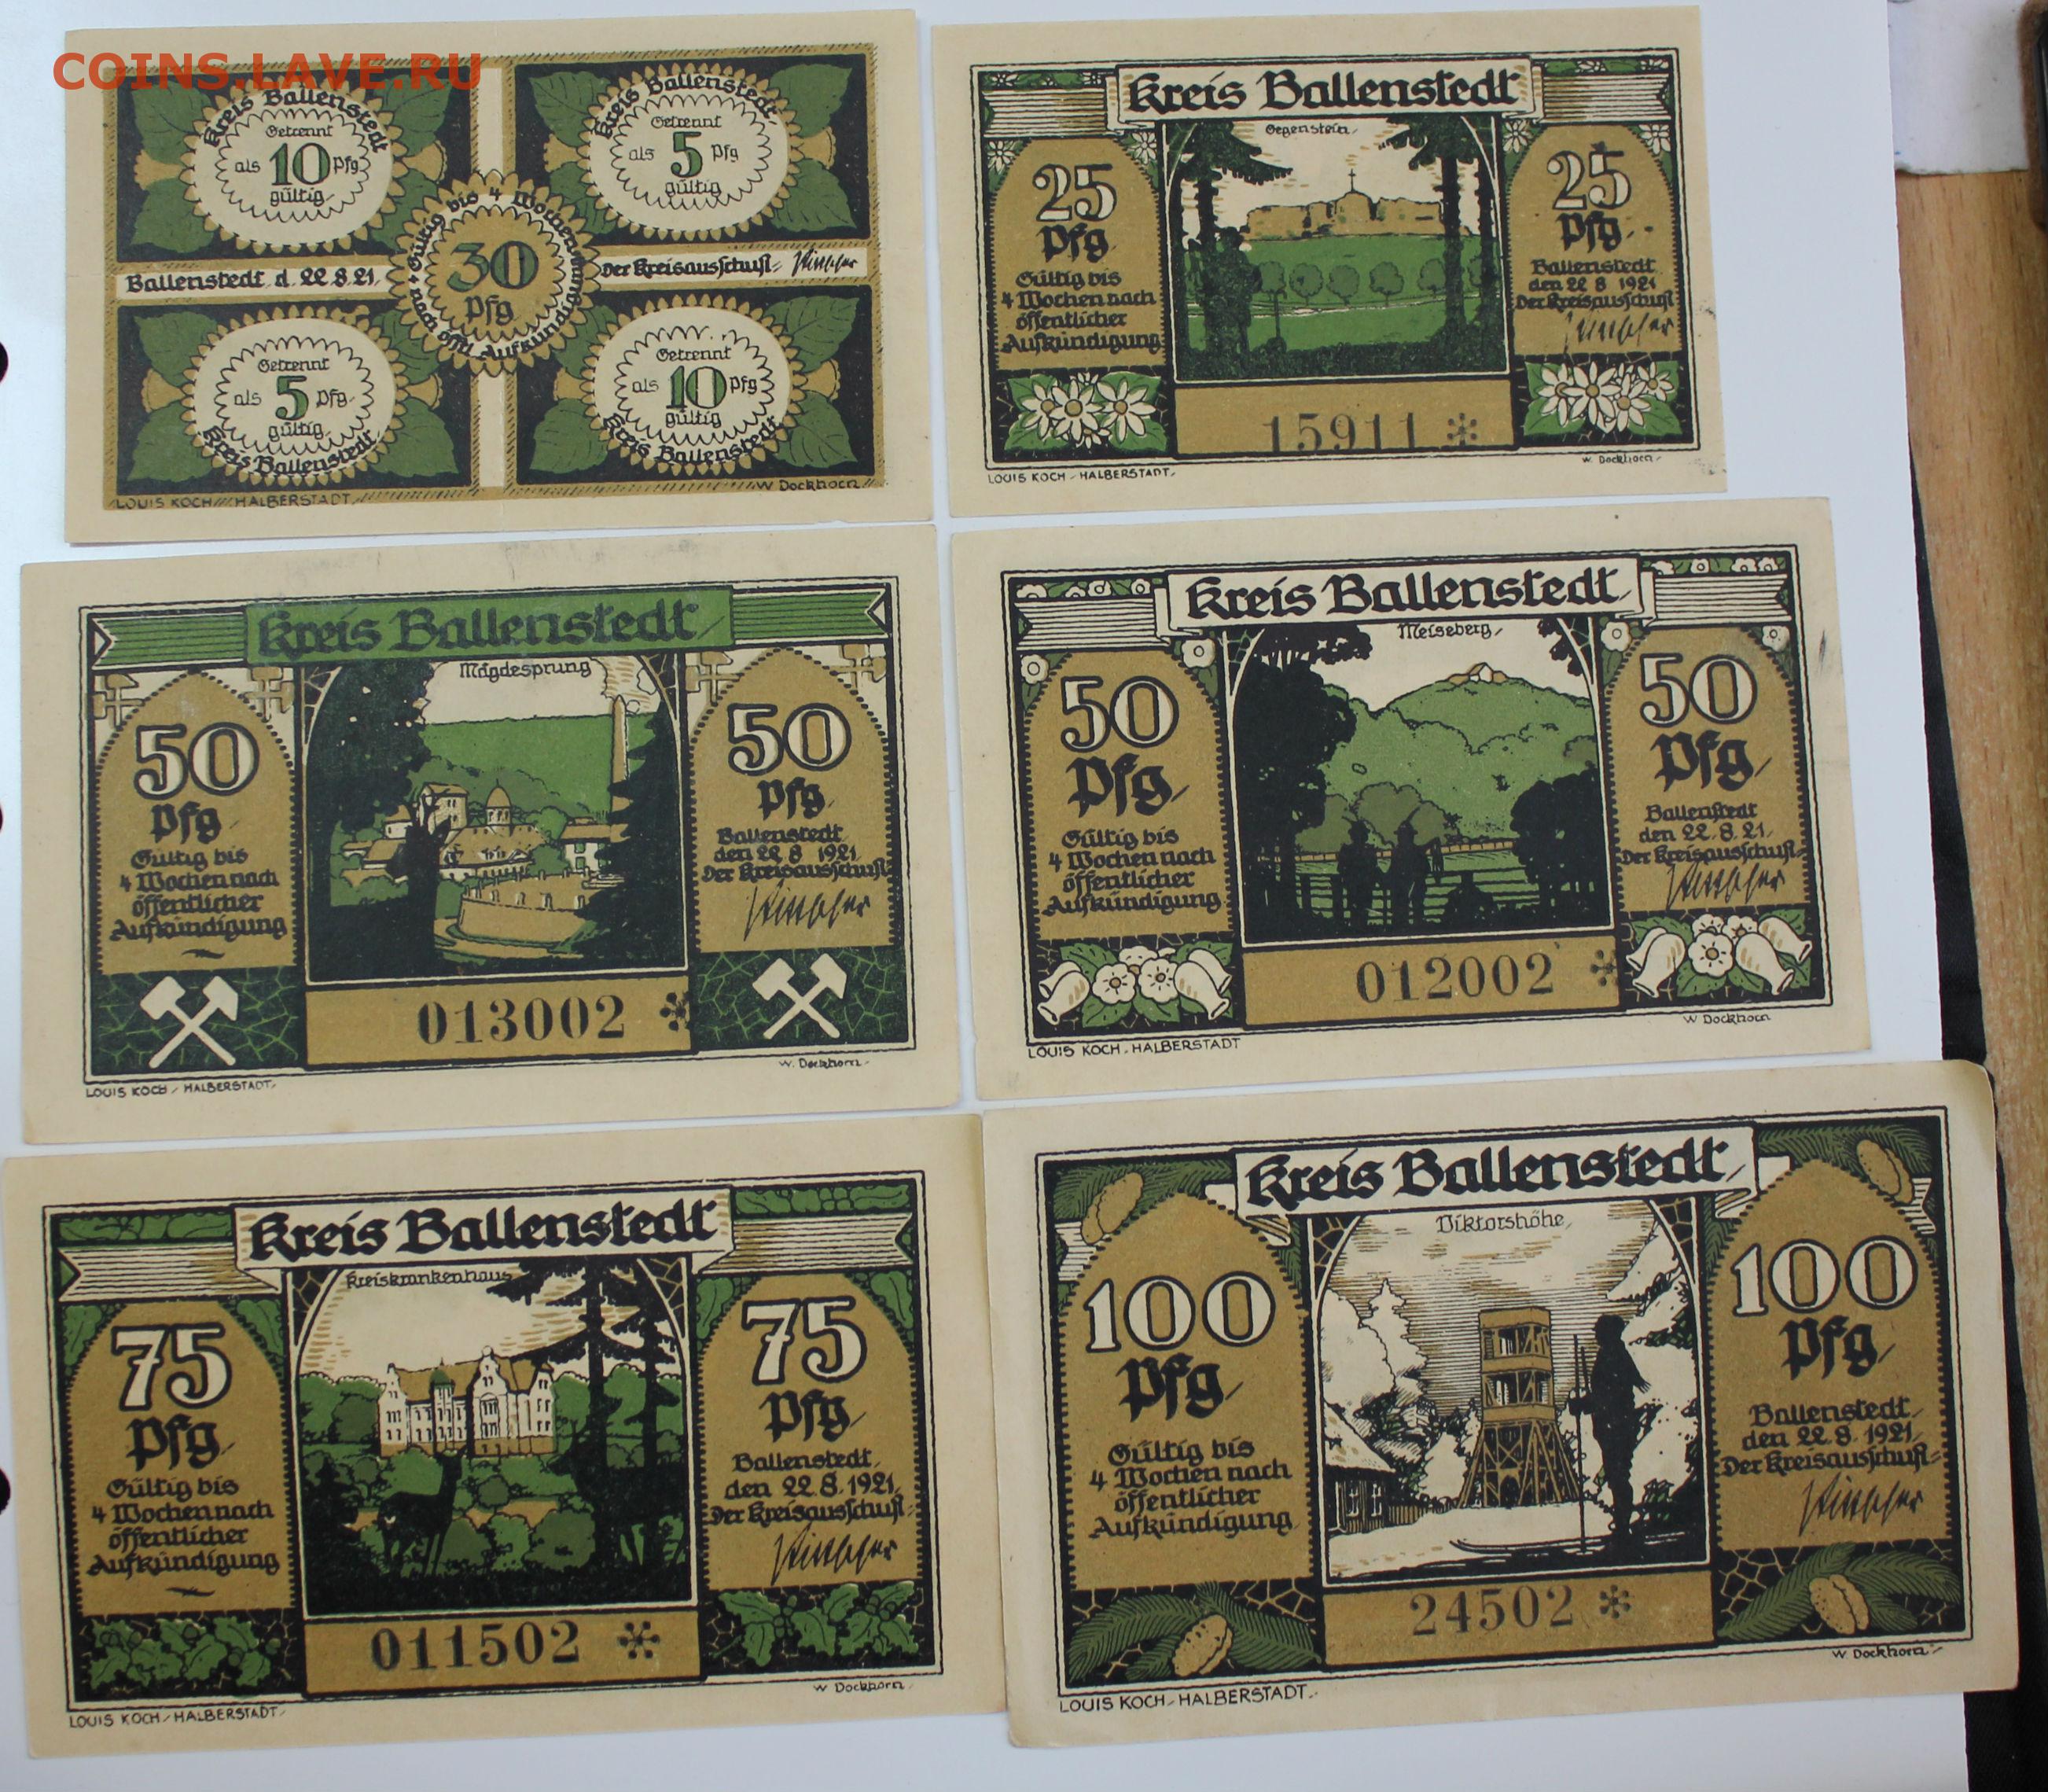 COINS.LAVE.RU
Kreis Ballenstedt
Getrennt
als 10 Pfg
gültig
Kreis Ballenstedt
Getrennt
als 5 Pfg
gültig
Gültig bis 4 Wochen nach öfftl Aufkündigung
30
Pfg
Ballenstedt d. 22.8.21
Der Kreisausschuß
Getrennt
als 5 Pfg
gültig
Kreis Ballenstedt
Getrennt
als 10 Pfg
gültig
Kreis Ballenstedt
LOUIS KOCH HALBERSTADT
W Dockhorn
Kreis Ballenstedt
Gegenstein
25
Pfg
Gültig bis
4 Wochen nach
öffentlicher
Aufkündigung
25
Pfg
Ballenstedt
den 22 8 1921
Der Kreisausschuß
15911 *
LOUIS KOCH - HALBERSTADT
W Dockhorn
Kreis Ballenstedt
Mägdesprung
50
Pfg
Gültig bis
4 Wochen nach
öffentlicher
Aufkündigung
50
Pfg
Ballenstedt
den 22 8 1921
Der Kreisausschuß
013002 *
LOUIS KOCH HALBERSTADT
W. Dockhorn
Kreis Ballenstedt
Meiseberg
50
Pfg
Gültig bis
4 Wochen nach
öffentlicher
Aufkündigung
50
Pfg
Ballenstedt
den 22. 8. 21.
Der Kreisausschuß
012002 *
LOUIS KOCH - HALBERSTADT
W Dockhorn
Kreis Ballenstedt
Kreiskrankenhaus
75
Pfg
Gültig bis
4 Wochen nach
öffentlicher
Aufkündigung
75
Pfg
Ballenstedt
den 22 8. 1921
Der Kreisausschuß
011502 *
LOUIS KOCH - HALBERSTADT
W Dockhorn
Kreis Ballenstedt
Viktorshöhe
100
Pfg
Gültig bis
4 Wochen nach
öffentlicher
Aufkündigung
100
Pfg
Ballenstedt
den 22. 8. 1921
Der Kreisausschuß
24502 *
LOUIS KOCH - HALBERSTADT
W Dockhorn